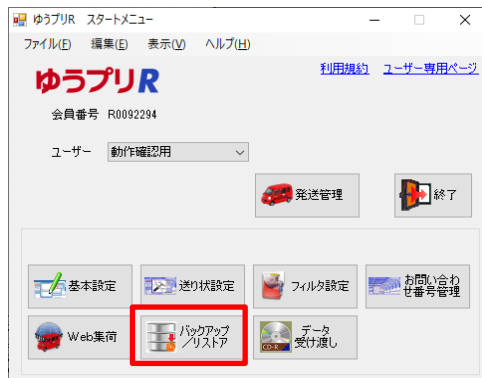 ゆうプリR スタートメニュー
ファイル(F) 編集(E) 表示(V) ヘルプ(H)
利用規約 ユーザー専用ページ
ゆうプリR
会員番号 R0092294
ユーザー 動作確認用
発送管理 終了
基本設定 送り状設定 フィルタ設定 お問い合わ
せ番号管理
Web集荷 バックアップ
／リストア
CD-R データ
受け渡し